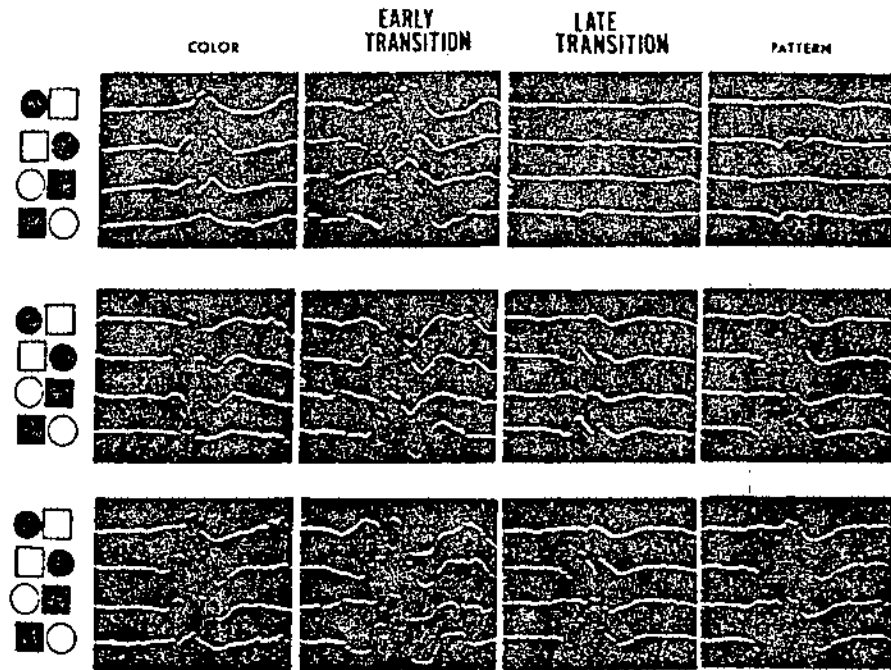 COLOR
EARLY
TRANSITION
LATE
TRANSITION
PATTERN